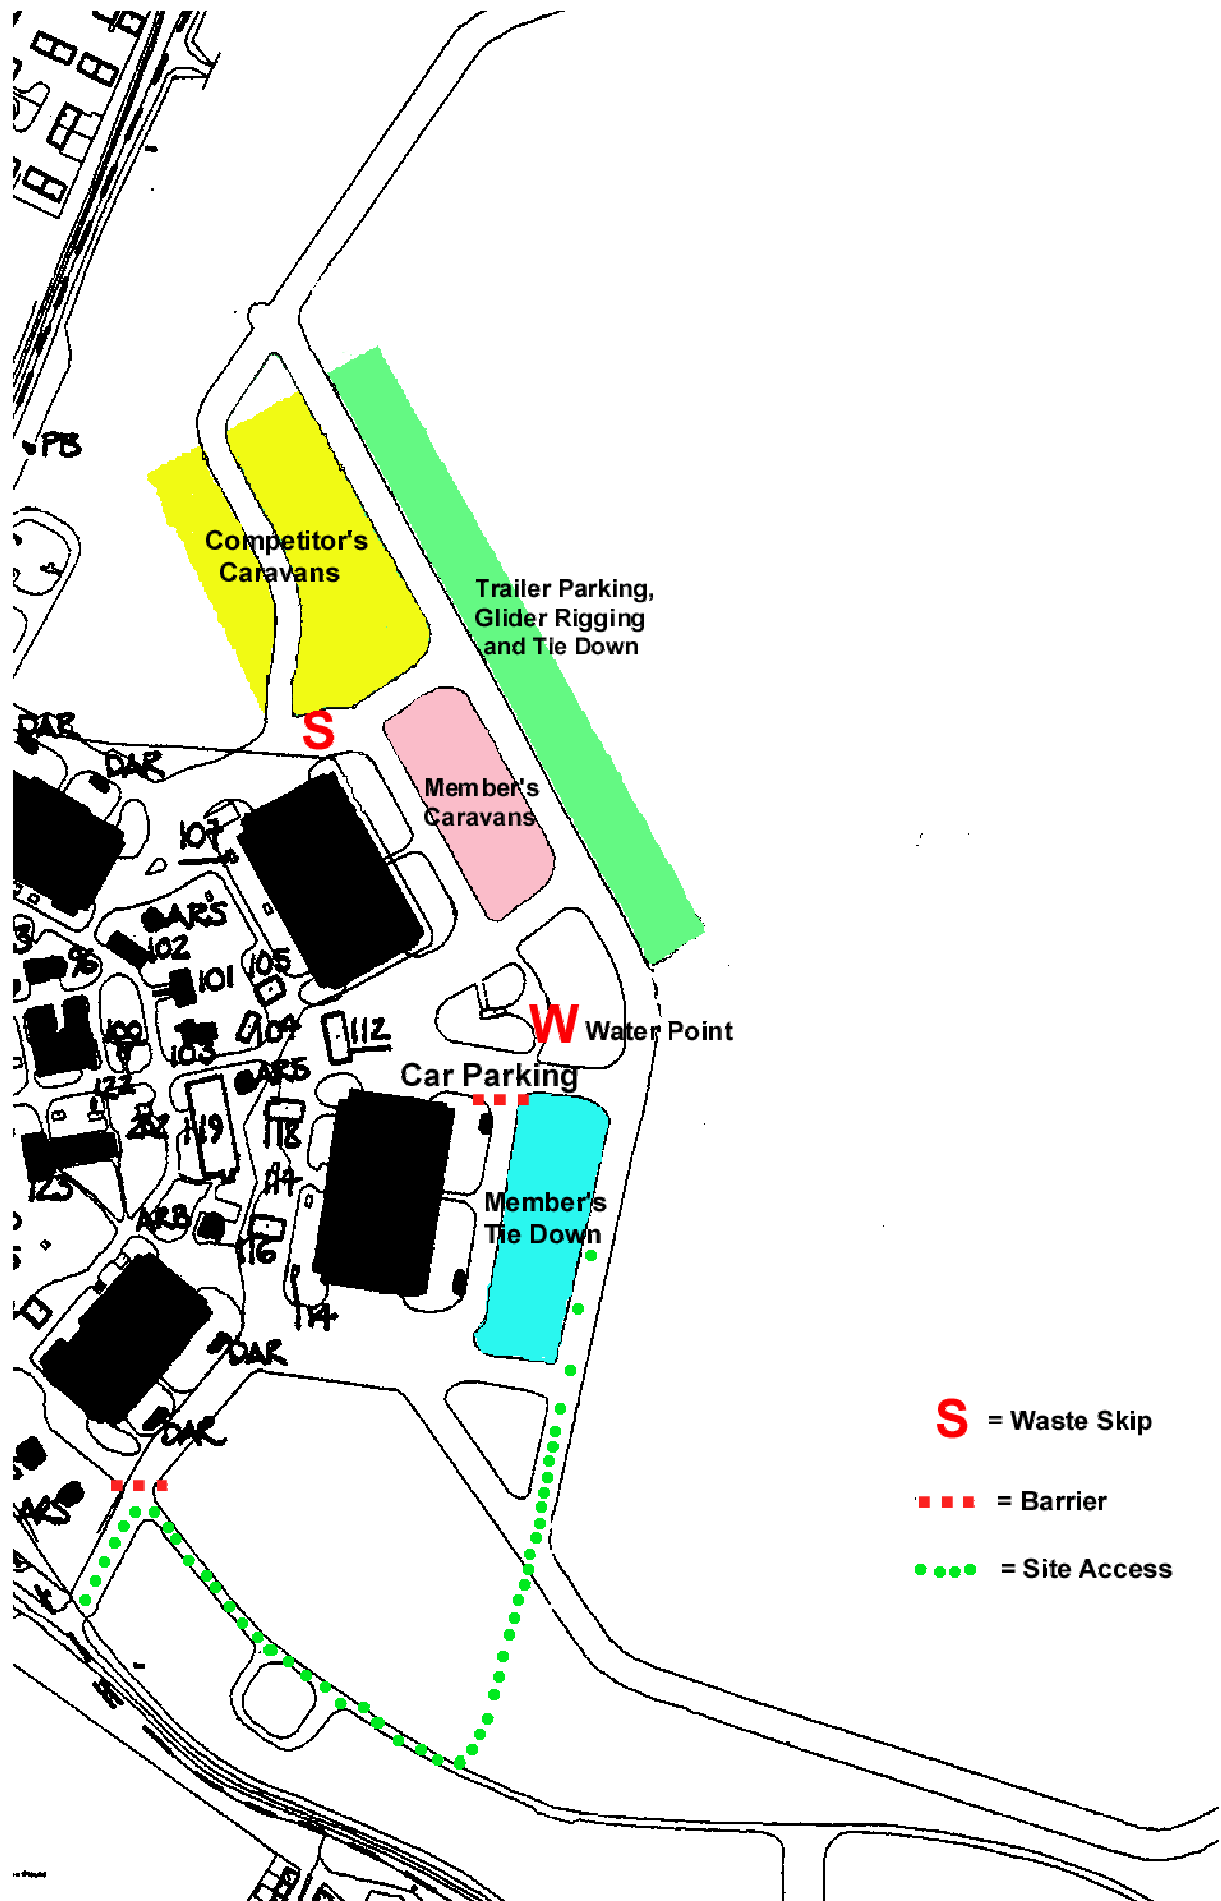 PB
Competitor's
Caravans
Trailer Parking,
Glider Rigging
and Tie Down
S
DAR
DAR
Member's
Caravans
107
ARS
102
96
101
105
W Water Point
100
103
104
112
Car Parking
ARS
122
119
118
123
Member's
Tie Down
ARB
116
114
DAR
DAR
S = Waste Skip
ARS
= Barrier
= Site Access